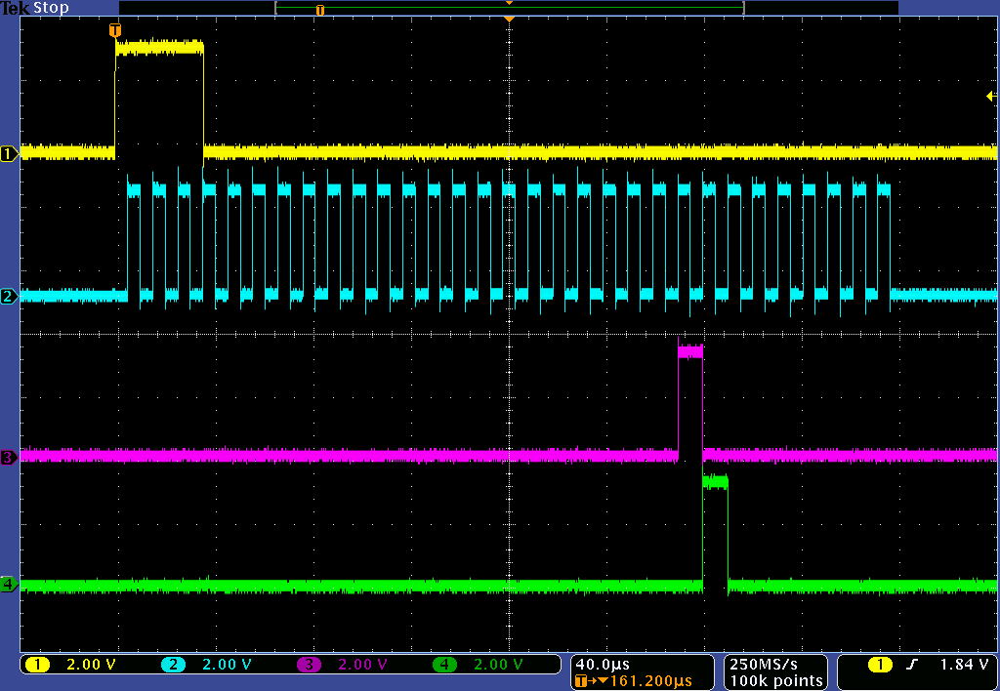 Tek Stop
T
T
1
2
3
4
1 2.00 V 2 2.00 V 3 2.00 V 4 2.00 V
40.0µs
T→▼161.200µs
250MS/s
100k points
1 1.84 V